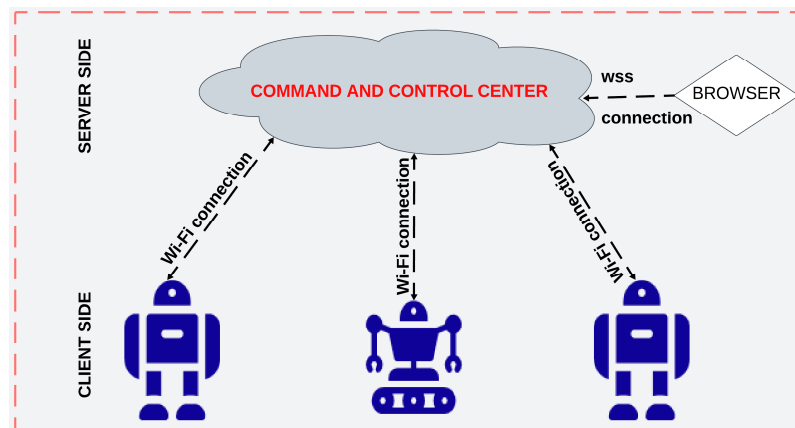 SERVER SIDE
COMMAND AND CONTROL CENTER
wss
connection
BROWSER
Wi-Fi connection
Wi-Fi connection
Wi-Fi connection
CLIENT SIDE